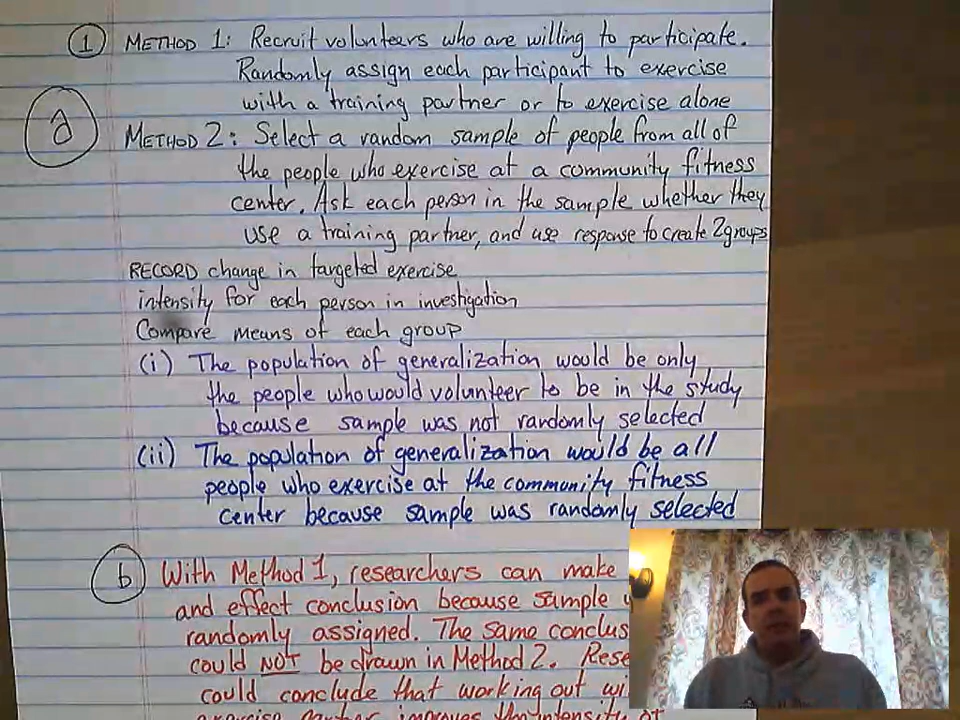 1 METHOD 1: Recruit volunteers who are willing to participate.
Randomly assign each participant to exercise
with a training partner or to exercise alone
a
METHOD 2: Select a random sample of people from all of
the people who exercise at a community fitness
center. Ask each person in the sample whether they
use a training partner, and use response to create 2 groups
RECORD change in targeted exercise
intensity for each person in investigation
Compare means of each group
(i) The population of generalization would be only
the people who would volunteer to be in the study
because sample was not randomly selected
(ii) The population of generalization would be all
people who exercise at the community fitness
center because sample was randomly selected
b With Method 1, researchers can make
and effect conclusion because sample
randomly assigned. The same
could NOT be drawn in Method 2.
could conclude that working out
exercise partner improves the intensity of